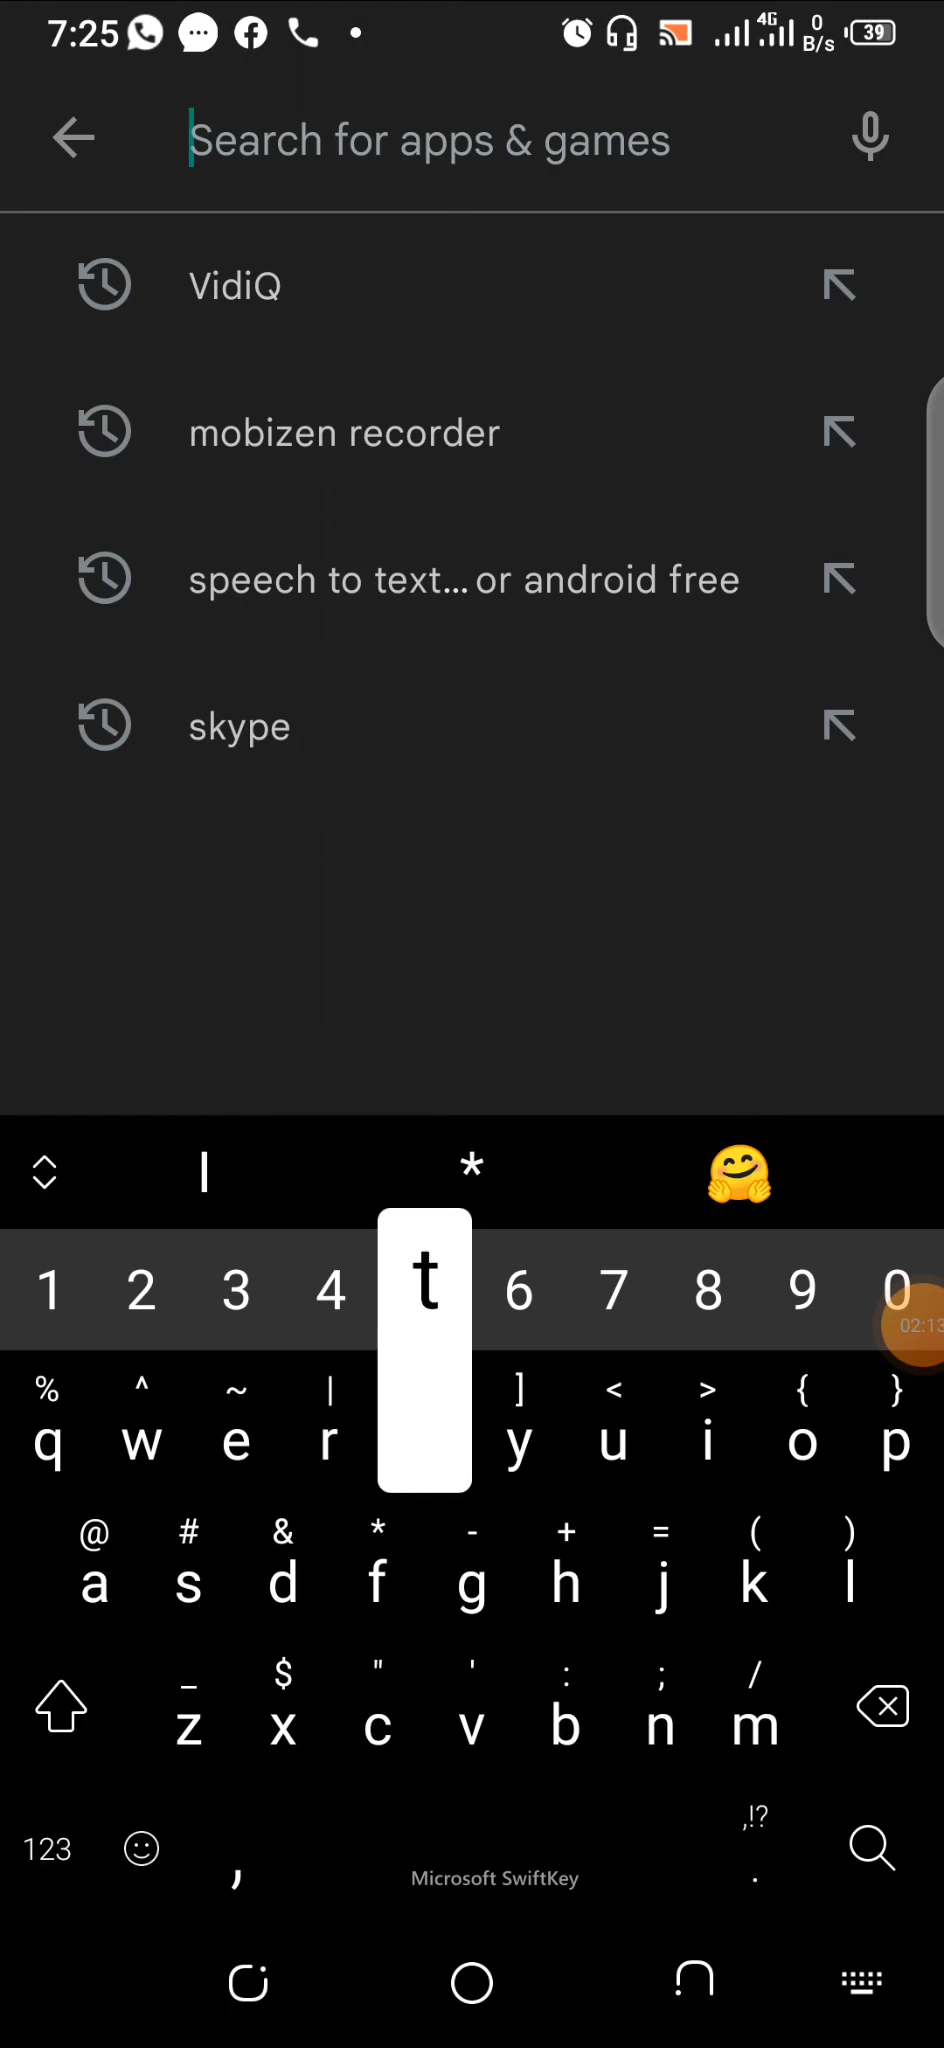 7:25 4G 0 B/s 39
Search for apps & games
VidiQ
mobizen recorder
speech to text... or android free
skype
| * 🤗
1 2 3 4 t 6 7 8 9 0
02:13
% ^ ~ | ] < > { }
q w e r y u i o p
@ # & * - + = ( )
a s d f g h j k l
_ $ " ' : ; /
z x c v b n m
,!?
123 , Microsoft SwiftKey .